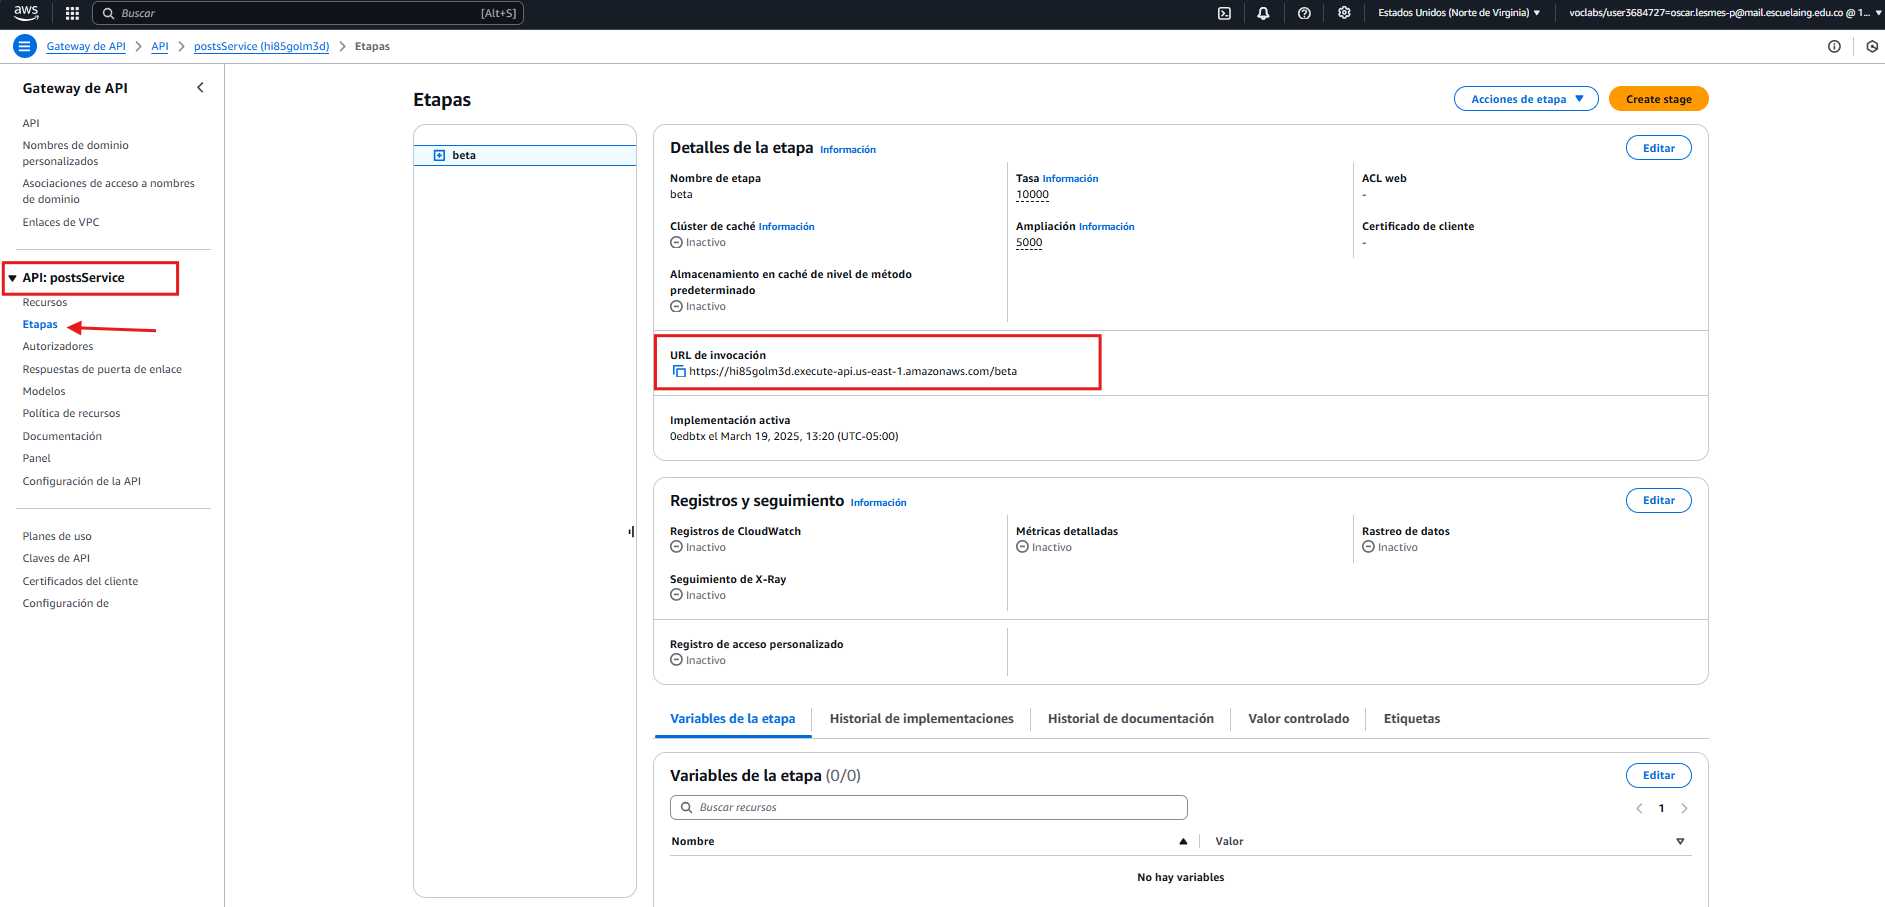 aws
Buscar
[Alt+S]
Estados Unidos (Norte de Virginia)
voclabs/user3684727=oscar.lesmes-p@mail.escuelaing.edu.co @ 1...
Gateway de API
API
postsService (hi85golm3d)
Etapas
Gateway de API
API
Nombres de dominio
personalizados
Asociaciones de acceso a nombres
de dominio
Enlaces de VPC
API: postsService
Recursos
Etapas
Autorizadores
Respuestas de puerta de enlace
Modelos
Política de recursos
Documentación
Panel
Configuración de la API
Planes de uso
Claves de API
Certificados del cliente
Configuración de
Etapas
Acciones de etapa
Create stage
beta
Detalles de la etapa Información
Editar
Nombre de etapa
beta
Tasa Información
10000
ACL web
-
Clúster de caché Información
Inactivo
Ampliación Información
5000
Certificado de cliente
-
Almacenamiento en caché de nivel de método
predeterminado
Inactivo
URL de invocación
https://hi85golm3d.execute-api.us-east-1.amazonaws.com/beta
Implementación activa
0edbtx el March 19, 2025, 13:20 (UTC-05:00)
Registros y seguimiento Información
Editar
Registros de CloudWatch
Inactivo
Métricas detalladas
Inactivo
Rastreo de datos
Inactivo
Seguimiento de X-Ray
Inactivo
Registro de acceso personalizado
Inactivo
Variables de la etapa
Historial de implementaciones
Historial de documentación
Valor controlado
Etiquetas
Variables de la etapa (0/0)
Editar
Buscar recursos
1
Nombre
Valor
No hay variables